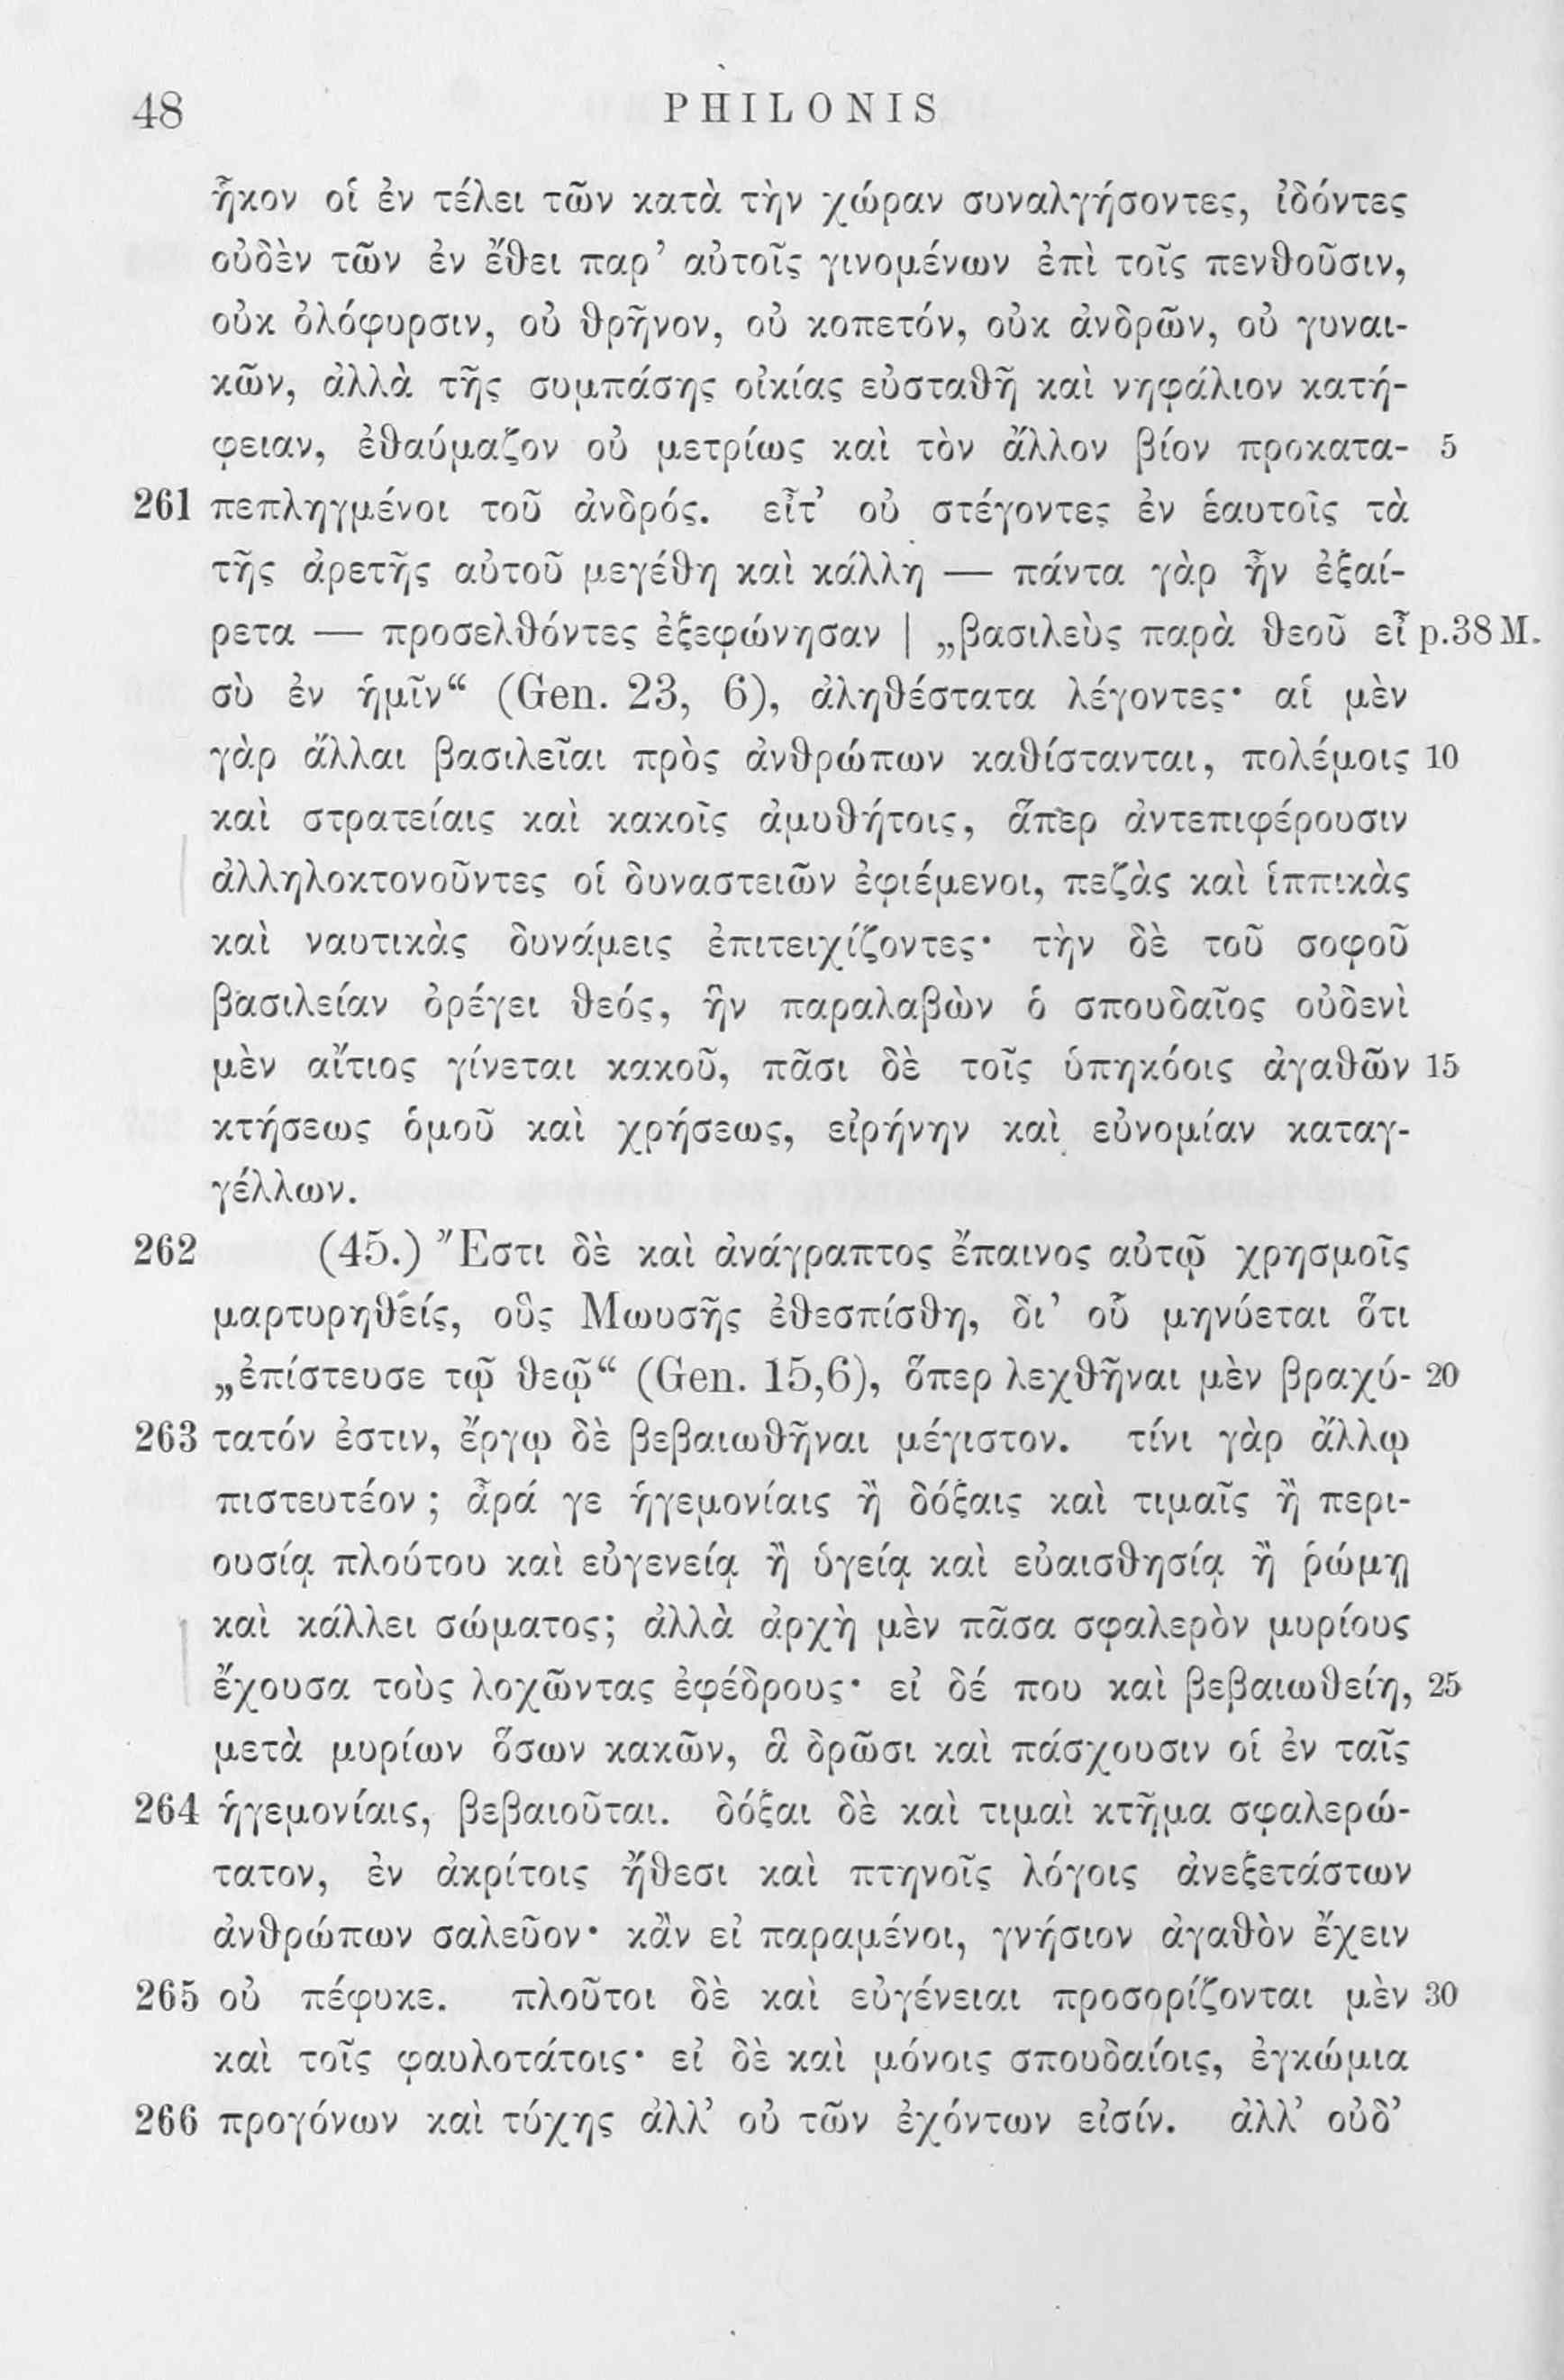 48 PHILONIS
ἧκον οἱ ἐν τέλει τῶν κατὰ τὴν χώραν συναλγήσοντες, ἰδόντες
οὐδὲν τῶν ἐν ἔθει παρ’ αὐτοῖς γινομένων ἐπὶ τοῖς πενθοῦσιν,
οὐκ ὀλόφυρσιν, οὐ θρῆνον, οὐ κοπετόν, οὐκ ἀνδρῶν, οὐ γυναι-
κῶν, ἀλλὰ τῆς συμπάσης οἰκίας εὐσταθῆ καὶ νηφάλιον κατή-
φειαν, ἐθαύμαζον οὐ μετρίως καὶ τὸν ἄλλον βίον προκατα- 5
261 πεπληγμένοι τοῦ ἀνδρός. εἶτ’ οὐ στέγοντες ἐν ἑαυτοῖς τὰ
τῆς ἀρετῆς αὐτοῦ μεγέθη καὶ κάλλη — πάντα γὰρ ἦν ἐξαί-
ρετα — προσελθόντες ἐξεφώνησαν | „βασιλεὺς παρὰ θεοῦ εἶ p.38 M.
σὺ ἐν ἡμῖν“ (Gen. 23, 6), ἀληθέστατα λέγοντες· αἱ μὲν
γὰρ ἄλλαι βασιλεῖαι πρὸς ἀνθρώπων καθίστανται, πολέμοις 10
καὶ στρατείαις καὶ κακοῖς ἀμυθήτοις, ἅπερ ἀντεπιφέρουσιν
ἀλληλοκτονοῦντες οἱ δυναστειῶν ἐφιέμενοι, πεζὰς καὶ ἱππικὰς
καὶ ναυτικὰς δυνάμεις ἐπιτειχίζοντες· τὴν δὲ τοῦ σοφοῦ
βασιλείαν ὀρέγει θεός, ἣν παραλαβὼν ὁ σπουδαῖος οὐδενὶ
μὲν αἴτιος γίνεται κακοῦ, πᾶσι δὲ τοῖς ὑπηκόοις ἀγαθῶν 15
κτήσεως ὁμοῦ καὶ χρήσεως, εἰρήνην καὶ εὐνομίαν καταγ-
γέλλων.
262 (45.) Ἔστι δὲ καὶ ἀνάγραπτος ἔπαινος αὐτῷ χρησμοῖς
μαρτυρηθείς, οὓς Μωυσῆς ἐθεσπίσθη, δι’ οὗ μηνύεται ὅτι
„ἐπίστευσε τῷ θεῷ“ (Gen. 15,6), ὅπερ λεχθῆναι μὲν βραχύ- 20
263 τατόν ἐστιν, ἔργῳ δὲ βεβαιωθῆναι μέγιστον. τίνι γὰρ ἄλλῳ
πιστευτέον; ἆρά γε ἡγεμονίαις ἢ δόξαις καὶ τιμαῖς ἢ περι-
ουσίᾳ πλούτου καὶ εὐγενείᾳ ἢ ὑγείᾳ καὶ εὐαισθησίᾳ ἢ ῥώμῃ
καὶ κάλλει σώματος; ἀλλὰ ἀρχὴ μὲν πᾶσα σφαλερὸν μυρίους
ἔχουσα τοὺς λοχῶντας ἐφέδρους· εἰ δέ που καὶ βεβαιωθείη, 25
μετὰ μυρίων ὅσων κακῶν, ἃ δρῶσι καὶ πάσχουσιν οἱ ἐν ταῖς
264 ἡγεμονίαις, βεβαιοῦται. δόξαι δὲ καὶ τιμαὶ κτῆμα σφαλερώ-
τατον, ἐν ἀκρίτοις ἤθεσι καὶ πτηνοῖς λόγοις ἀνεξετάστων
ἀνθρώπων σαλεῦον· κἂν εἰ παραμένοι, γνήσιον ἀγαθὸν ἔχειν
265 οὐ πέφυκε. πλοῦτοι δὲ καὶ εὐγένειαι προσορίζονται μὲν 30
καὶ τοῖς φαυλοτάτοις· εἰ δὲ καὶ μόνοις σπουδαίοις, ἐγκώμια
266 προγόνων καὶ τύχης ἀλλ’ οὐ τῶν ἐχόντων εἰσίν. ἀλλ’ οὐδ’